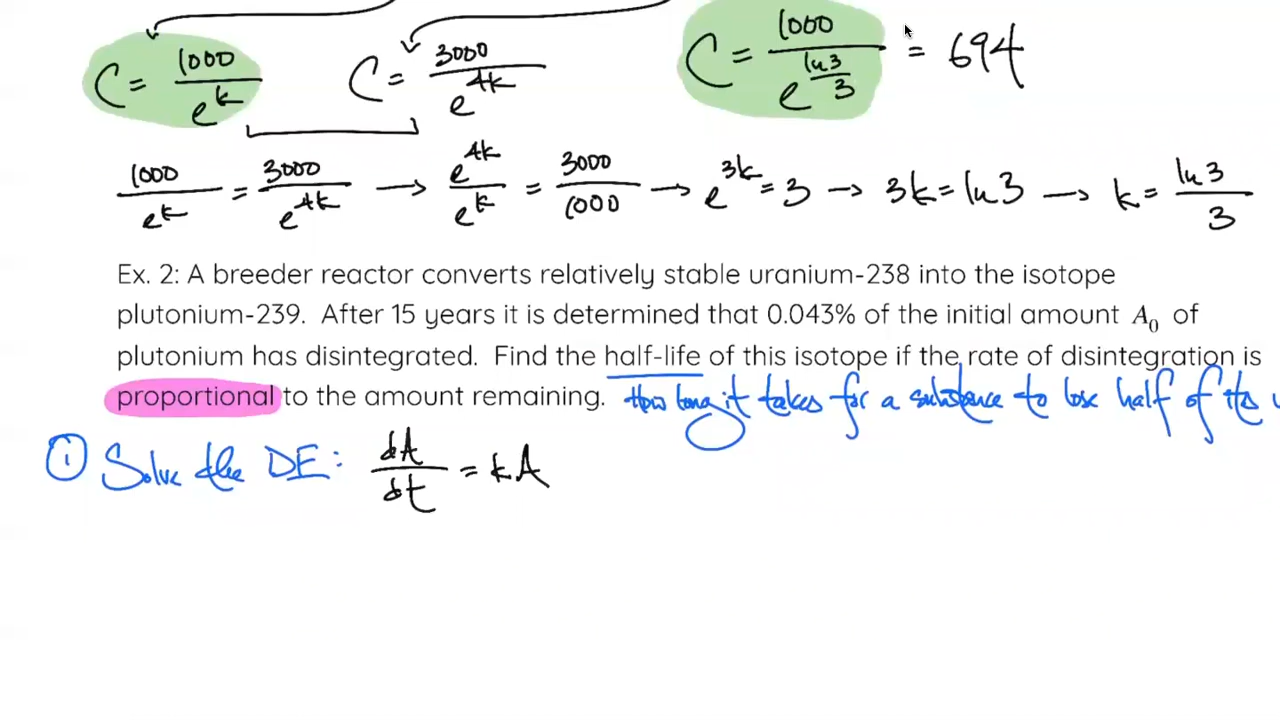 C = 1000/e^k C = 3000/e^4k C = 1000/e^(ln3/3) = 694
1000/e^k = 3000/e^4k → e^4k/e^k = 3000/1000 → e^3k = 3 → 3k = ln3 → k = ln3/3
Ex. 2: A breeder reactor converts relatively stable uranium-238 into the isotope
plutonium-239. After 15 years it is determined that 0.043% of the initial amount A₀ of
plutonium has disintegrated. Find the half-life of this isotope if the rate of disintegration is
proportional to the amount remaining. How long it takes for a substance to lose half of its
① Solve the DE: dA/dt = kA